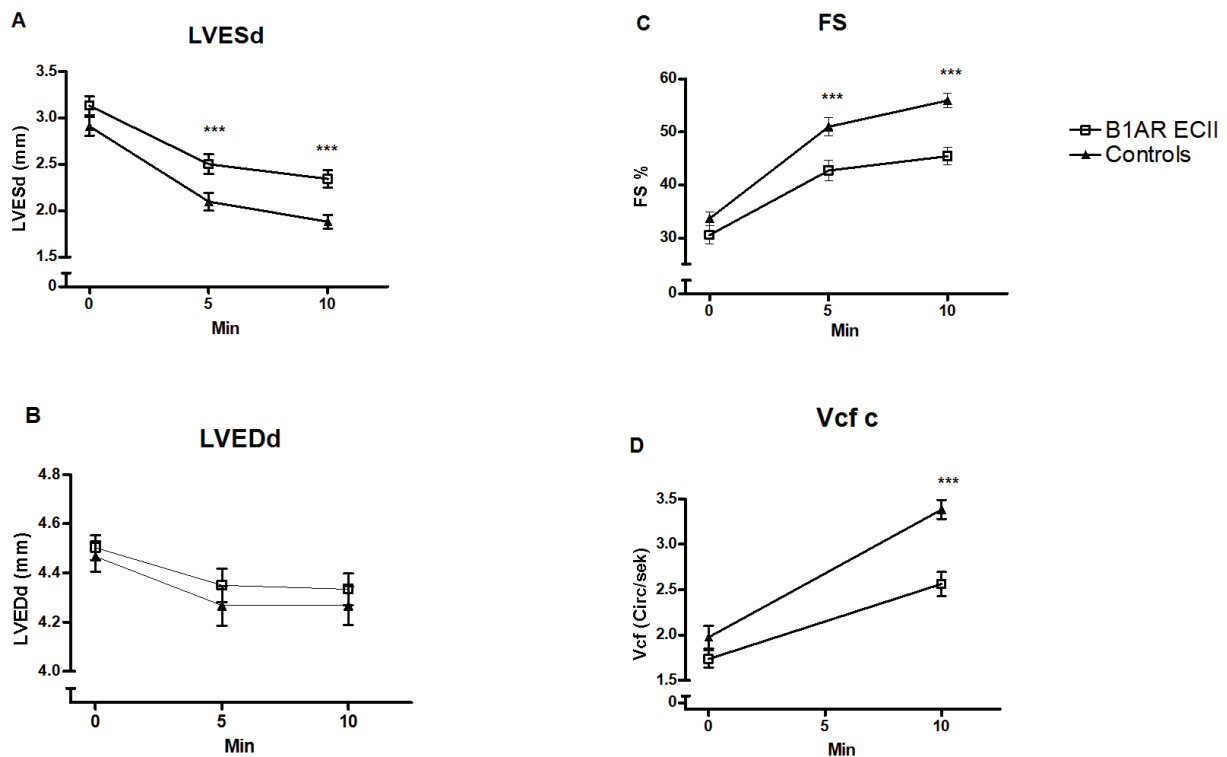 A
LVESd
3.5
3.0
2.5
2.0
1.5
0
LVESd (mm)
***
***
0 5 10
Min
C
FS
60
50
40
30
0
FS %
***
***
0 5 10
Min
B1AR ECII
Controls
B
LVEDd
4.8
4.6
4.4
4.2
4.0
LVEDd (mm)
0 5 10
Min
Vcf c
D
3.5
3.0
2.5
2.0
1.5
0
Vcf (Circ/sek)
***
0 5 10
Min